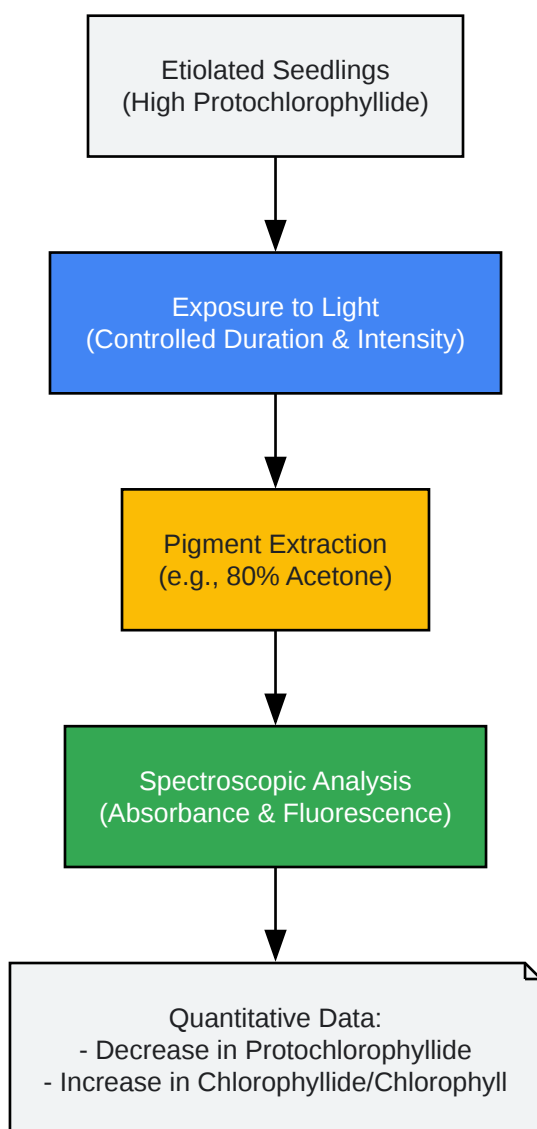 Etiolated Seedlings
(High Protochlorophyllide)
Exposure to Light
(Controlled Duration & Intensity)
Pigment Extraction
(e.g., 80% Acetone)
Spectroscopic Analysis
(Absorbance & Fluorescence)
Quantitative Data:
- Decrease in Protochlorophyllide
- Increase in Chlorophyllide/Chlorophyll